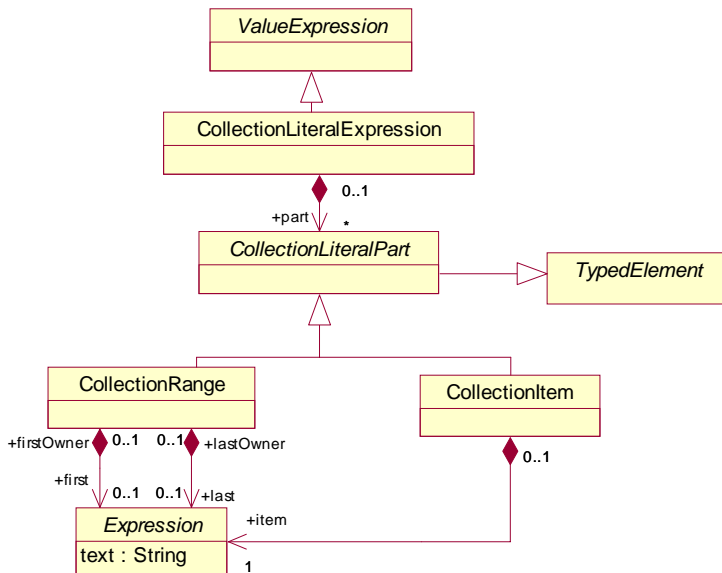 ValueExpression
CollectionLiteralExpression
0..1
+part
*
CollectionLiteralPart
TypedElement
CollectionRange
CollectionItem
+firstOwner 0..1 0..1 +lastOwner
0..1
+first
0..1 0..1 +last
Expression
+item
text : String
1